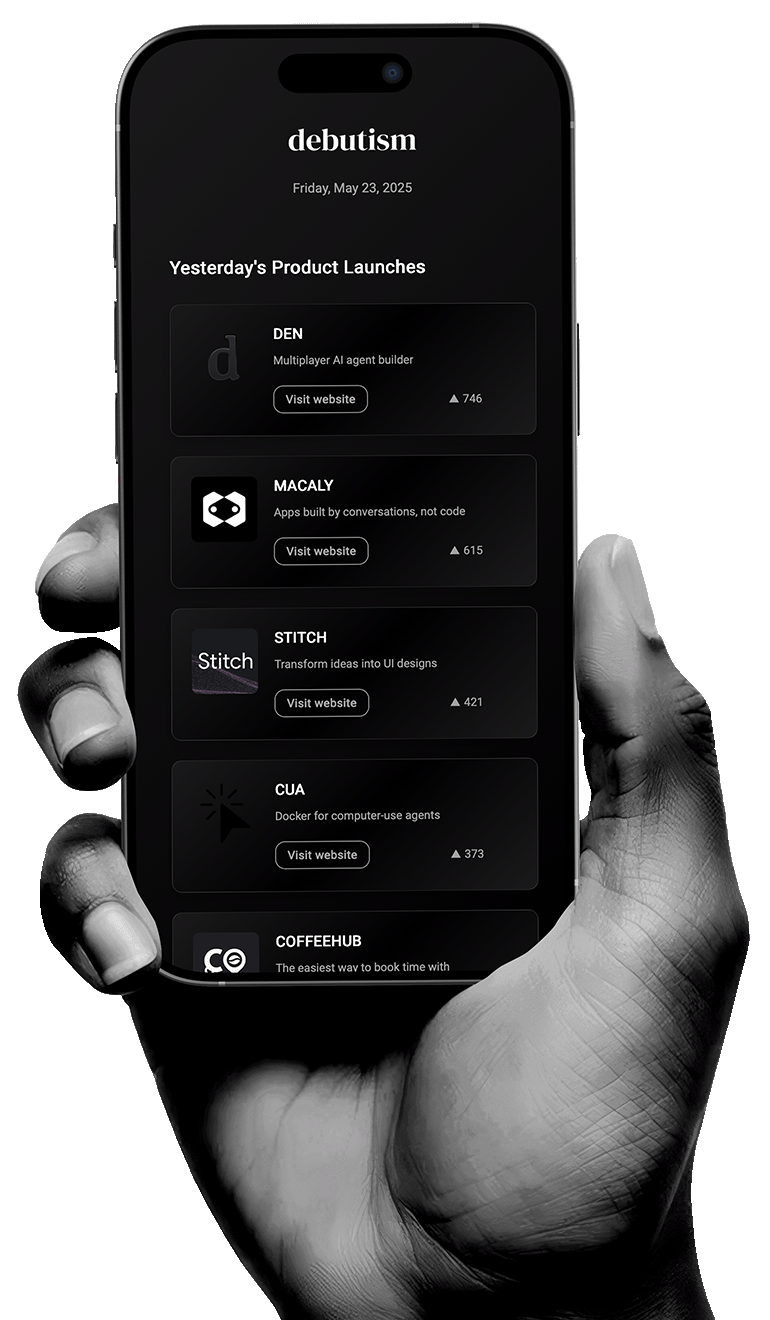 debutism
Friday, May 23, 2025
Yesterday's Product Launches
d
DEN
Multiplayer AI agent builder
Visit website
▲ 746
MACALY
Apps built by conversations, not code
Visit website
▲ 615
Stitch
STITCH
Transform ideas into UI designs
Visit website
▲ 421
CUA
Docker for computer-use agents
Visit website
▲ 373
CO
COFFEEHUB
The easiest way to book time with